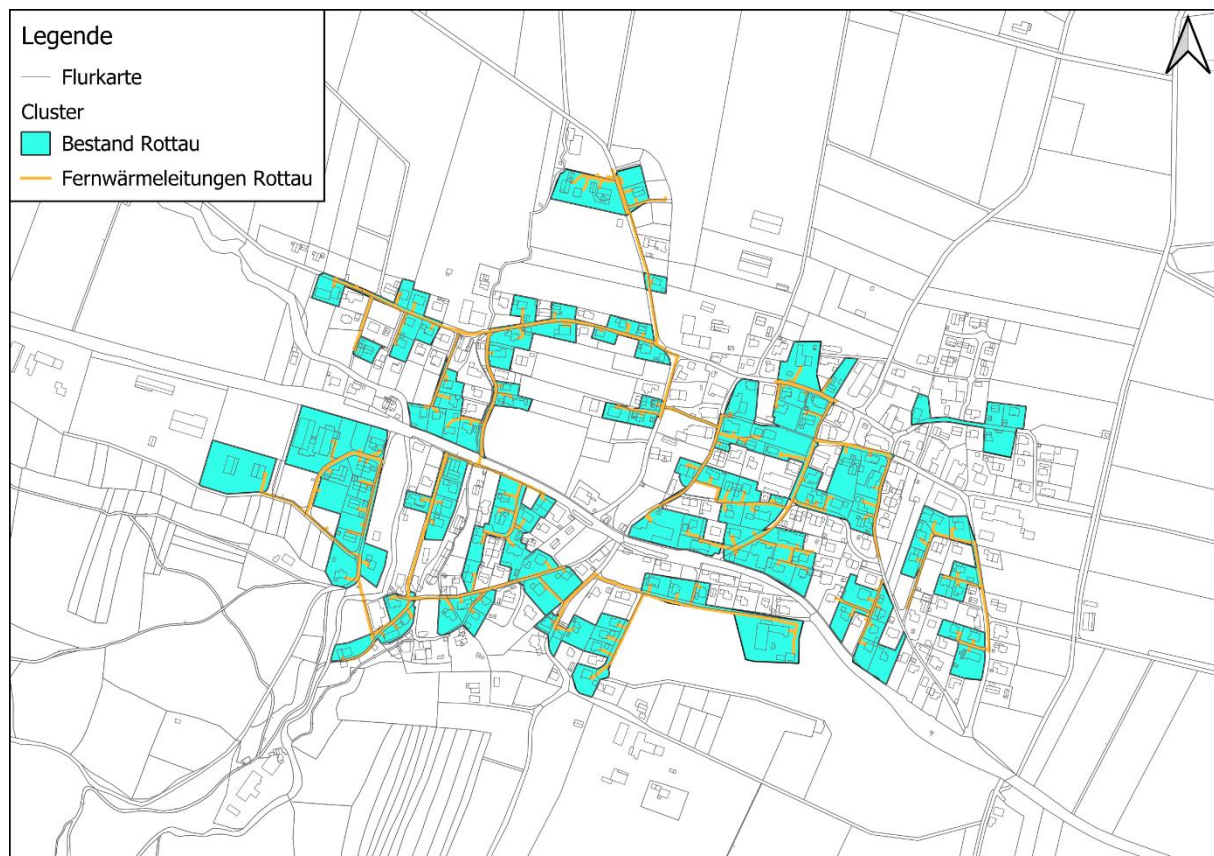 Legende
Flurkarte
Cluster
Bestand Rottau
Fernwärmeleitungen Rottau